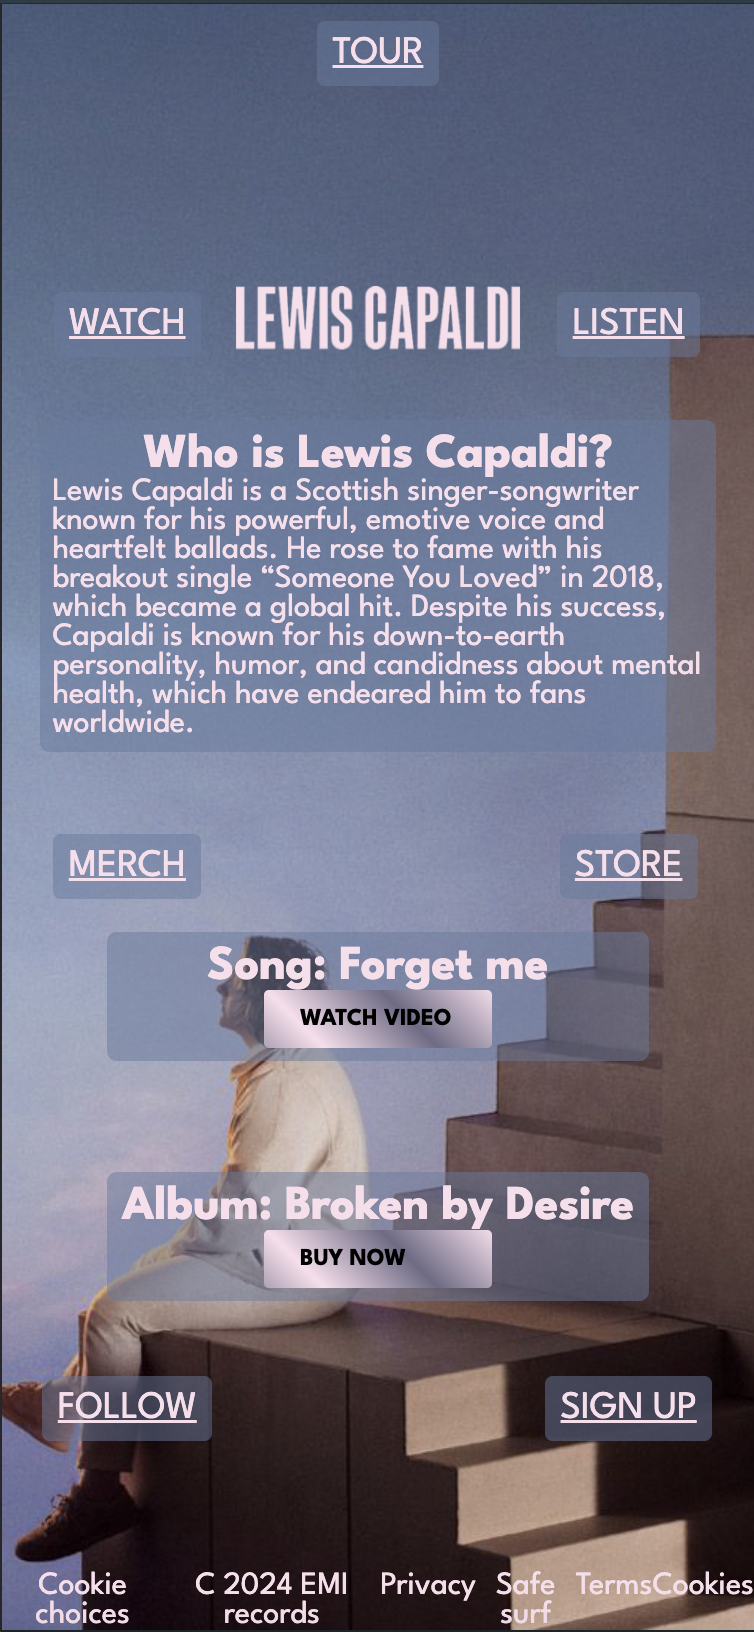 TOUR
WATCH
LEWIS CAPALDI
LISTEN
Who is Lewis Capaldi?
Lewis Capaldi is a Scottish singer-songwriter
known for his powerful, emotive voice and
heartfelt ballads. He rose to fame with his
breakout single “Someone You Loved” in 2018,
which became a global hit. Despite his success,
Capaldi is known for his down-to-earth
personality, humor, and candidness about mental
health, which have endeared him to fans
worldwide.
MERCH
STORE
Song: Forget me
WATCH VIDEO
Album: Broken by Desire
BUY NOW
FOLLOW
SIGN UP
Cookie
choices
C 2024 EMI
records
Privacy
Safe
surf
Terms
Cookies